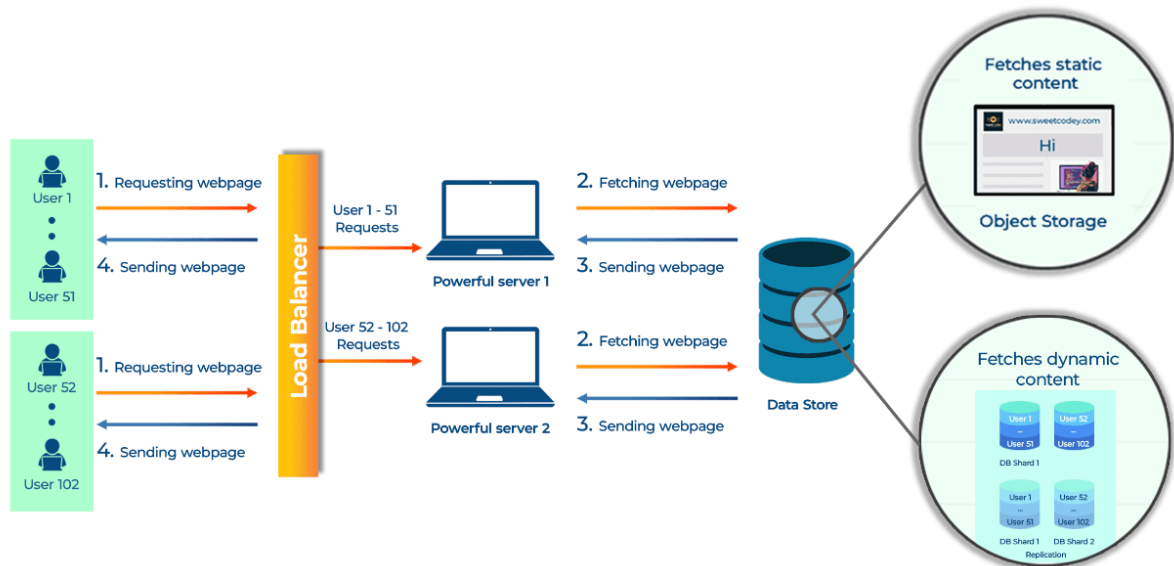 User 1
User 51
User 52
User 102
1. Requesting webpage
4. Sending webpage
1. Requesting webpage
4. Sending webpage
Load Balancer
User 1 - 51
Requests
User 52 - 102
Requests
Powerful server 1
Powerful server 2
2. Fetching webpage
3. Sending webpage
2. Fetching webpage
3. Sending webpage
Data Store
Fetches static
content
www.sweetcodey.com
Hi
Object Storage
Fetches dynamic
content
User 1
...
User 51
User 52
...
User 102
DB Shard 1
User 1
...
User 51
User 52
...
User 102
DB Shard 1
DB Shard 2
Replication